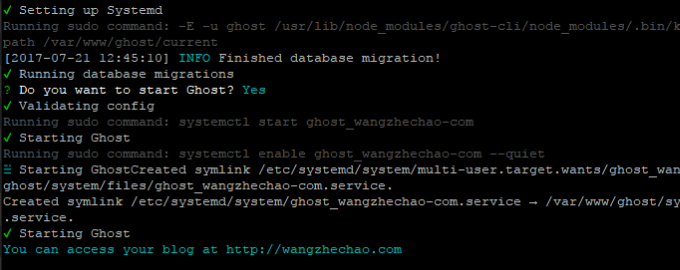 ✓ Setting up Systemd
Running sudo command: -E -u ghost /usr/lib/node_modules/ghost-cli/node_modules/.bin/k
path /var/www/ghost/current
[2017-07-21 12:45:10] INFO Finished database migration!
✓ Running database migrations
? Do you want to start Ghost? Yes
✓ Validating config
Running sudo command: systemctl start ghost_wangzhechao-com
✓ Starting Ghost
Running sudo command: systemctl enable ghost_wangzhechao-com --quiet
☱ Starting GhostCreated symlink /etc/systemd/system/multi-user.target.wants/ghost_wan
ghost/system/files/ghost_wangzhechao-com.service.
Created symlink /etc/systemd/system/ghost_wangzhechao-com.service → /var/www/ghost/sy
.service.
✓ Starting Ghost
You can access your blog at http://wangzhechao.com